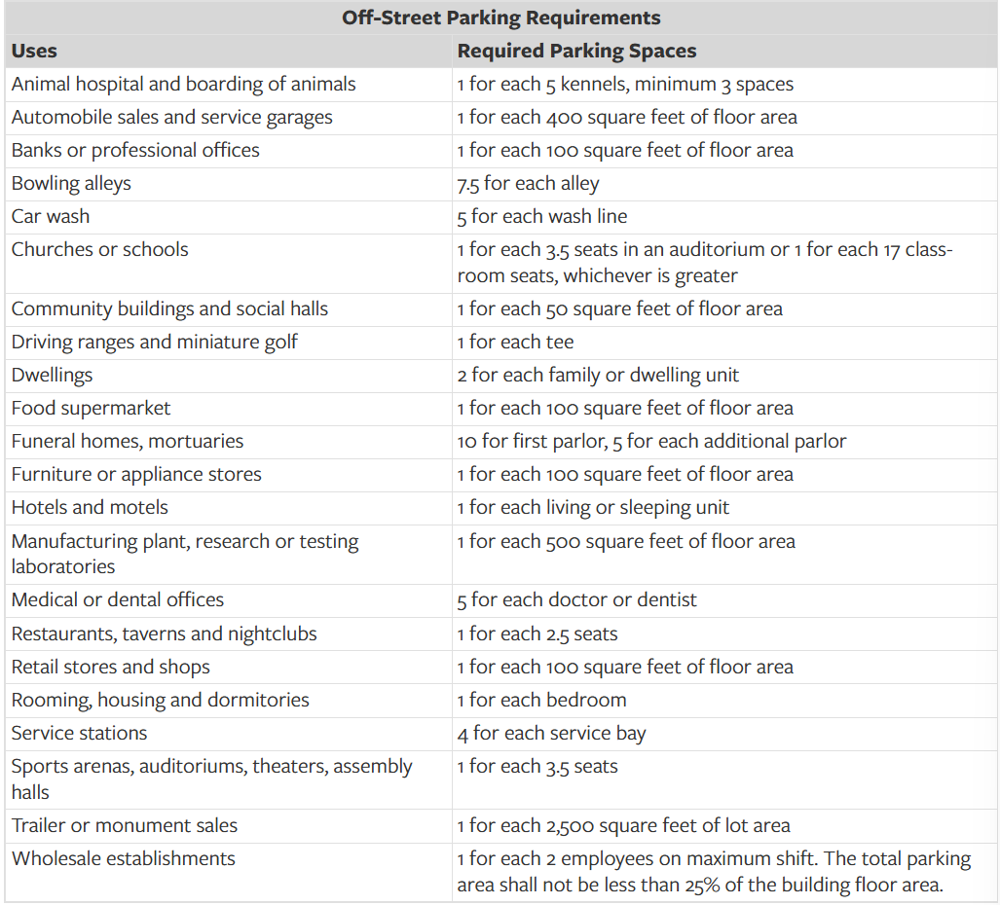 Off-Street Parking Requirements
Uses Required Parking Spaces
Animal hospital and boarding of animals 1 for each 5 kennels, minimum 3 spaces
Automobile sales and service garages 1 for each 400 square feet of floor area
Banks or professional offices 1 for each 100 square feet of floor area
Bowling alleys 7.5 for each alley
Car wash 5 for each wash line
Churches or schools 1 for each 3.5 seats in an auditorium or 1 for each 17 class-
room seats, whichever is greater
Community buildings and social halls 1 for each 50 square feet of floor area
Driving ranges and miniature golf 1 for each tee
Dwellings 2 for each family or dwelling unit
Food supermarket 1 for each 100 square feet of floor area
Funeral homes, mortuaries 10 for first parlor, 5 for each additional parlor
Furniture or appliance stores 1 for each 100 square feet of floor area
Hotels and motels 1 for each living or sleeping unit
Manufacturing plant, research or testing 1 for each 500 square feet of floor area
laboratories
Medical or dental offices 5 for each doctor or dentist
Restaurants, taverns and nightclubs 1 for each 2.5 seats
Retail stores and shops 1 for each 100 square feet of floor area
Rooming, housing and dormitories 1 for each bedroom
Service stations 4 for each service bay
Sports arenas, auditoriums, theaters, assembly 1 for each 3.5 seats
halls
Trailer or monument sales 1 for each 2,500 square feet of lot area
Wholesale establishments 1 for each 2 employees on maximum shift. The total parking
area shall not be less than 25% of the building floor area.